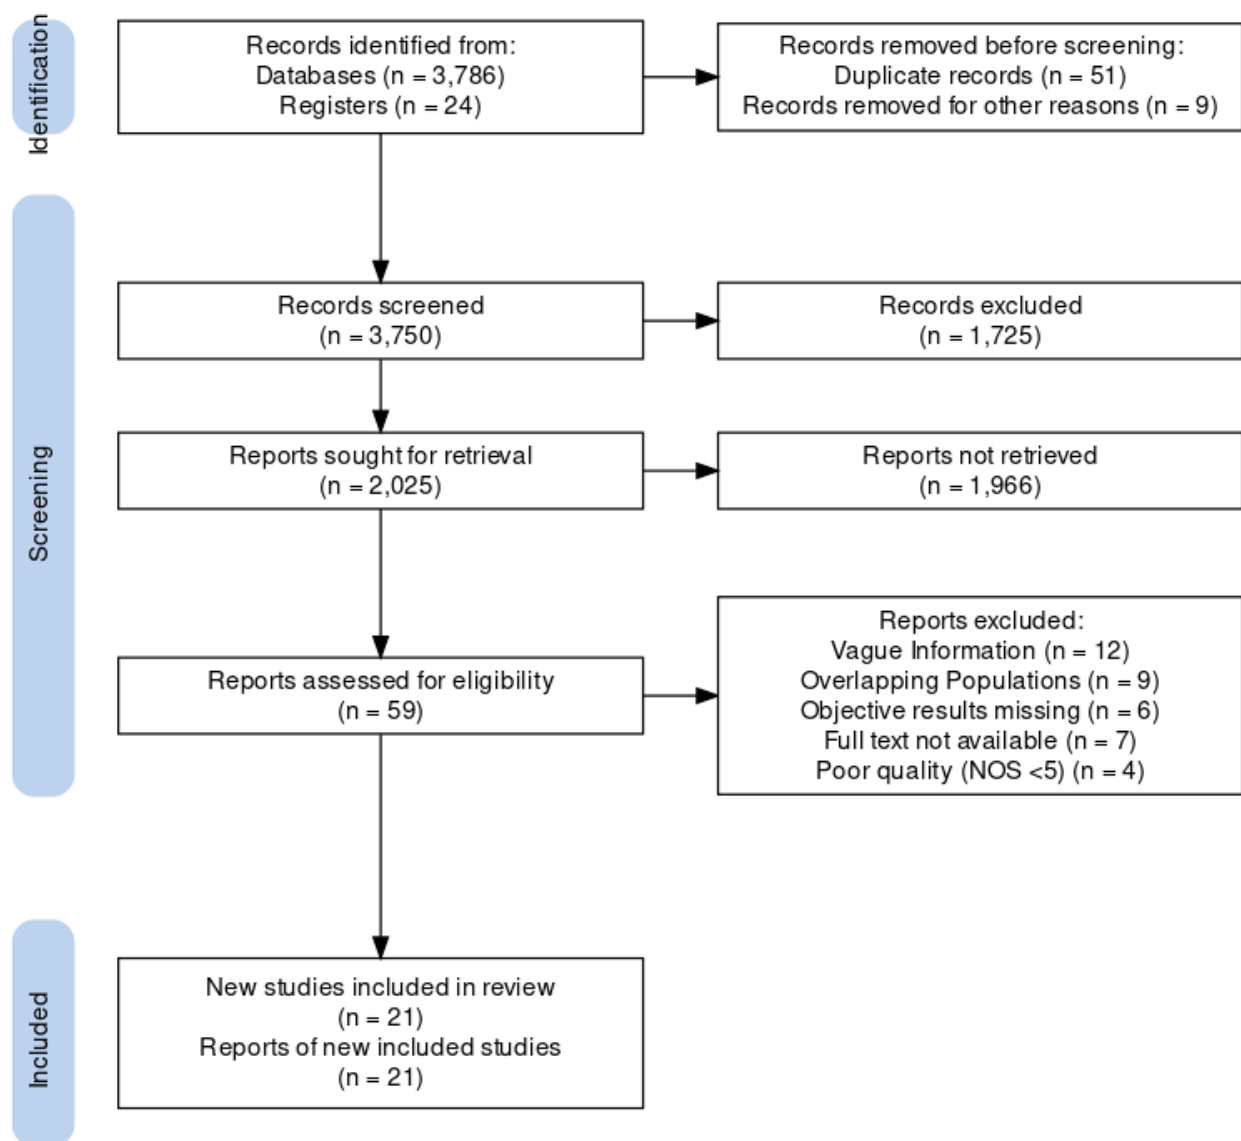 Identification
Records identified from:
Databases (n = 3,786)
Registers (n = 24)
Records removed before screening:
Duplicate records (n = 51)
Records removed for other reasons (n = 9)
Screening
Records screened
(n = 3,750)
Records excluded
(n = 1,725)
Reports sought for retrieval
(n = 2,025)
Reports not retrieved
(n = 1,966)
Reports assessed for eligibility
(n = 59)
Reports excluded:
Vague Information (n = 12)
Overlapping Populations (n = 9)
Objective results missing (n = 6)
Full text not available (n = 7)
Poor quality (NOS <5) (n = 4)
Included
New studies included in review
(n = 21)
Reports of new included studies
(n = 21)